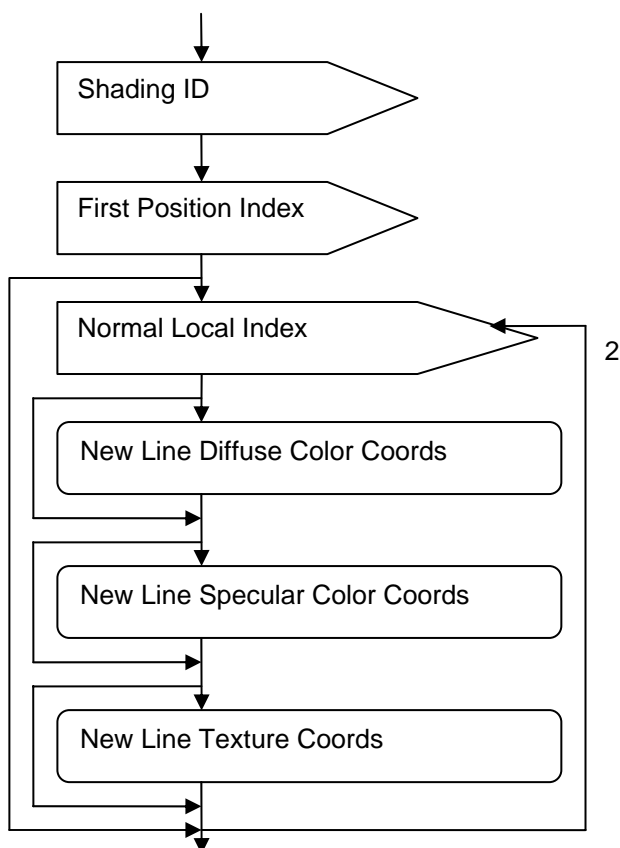 Shading ID
First Position Index
Normal Local Index
2
New Line Diffuse Color Coords
New Line Specular Color Coords
New Line Texture Coords